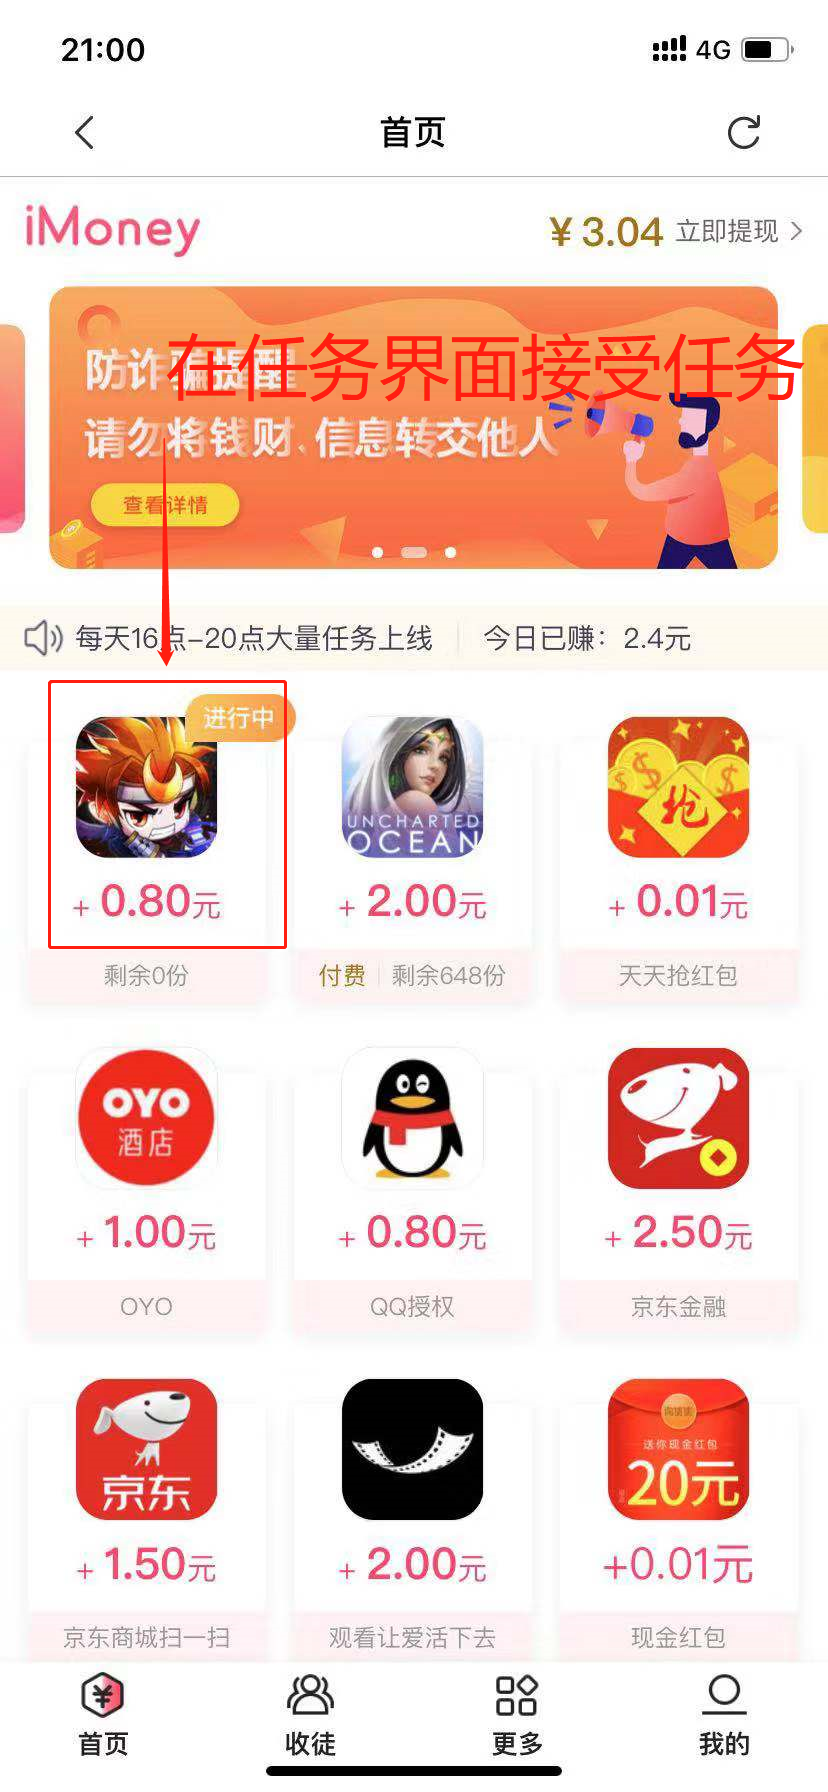 21:00
4G
首页
iMoney
¥ 3.04 立即提现
在任务界面接受任务
防诈骗提醒
请勿将钱财、信息转交他人
查看详情
每天16点-20点大量任务上线
今日已赚：2.4元
进行中
UNCHARTED
OCEAN
抢
+ 0.80元
+ 2.00元
+ 0.01元
剩余0份
付费 剩余648份
天天抢红包
OYO
酒店
+ 1.00元
+ 0.80元
+ 2.50元
OYO
QQ授权
京东金融
京东
送你现金红包
20元
+ 1.50元
+ 2.00元
+0.01元
京东商城扫一扫
观看让爱活下去
现金红包
首页
收徒
更多
我的